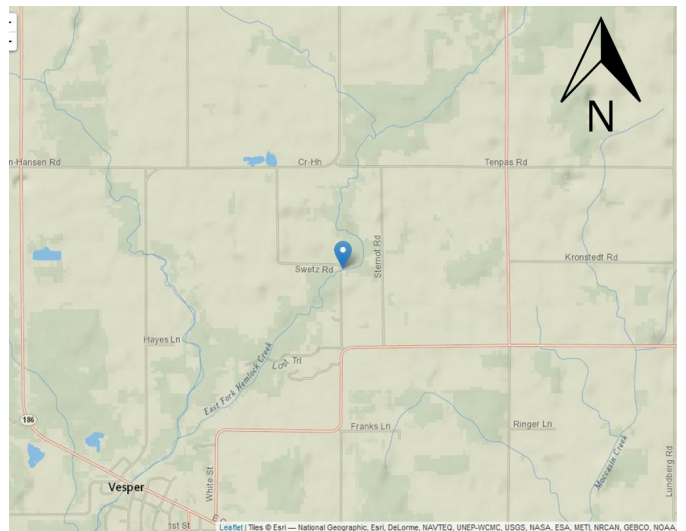 N
n-Hansen Rd
Cr-Hh
Tenpas Rd
Sternot Rd
Swetz Rd
Kronstedt Rd
Hayes Ln
Lost Trl
East Fork Hemlock Creek
186
Franks Ln
Ringer Ln
Moccasin Creek
Lundberg Rd
White St
Vesper
1st St
Leaflet | Tiles © Esri — National Geographic, Esri, DeLorme, NAVTEQ, UNEP-WCMC, USGS, NASA, ESA, METI, NRCAN, GEBCO, NOAA,